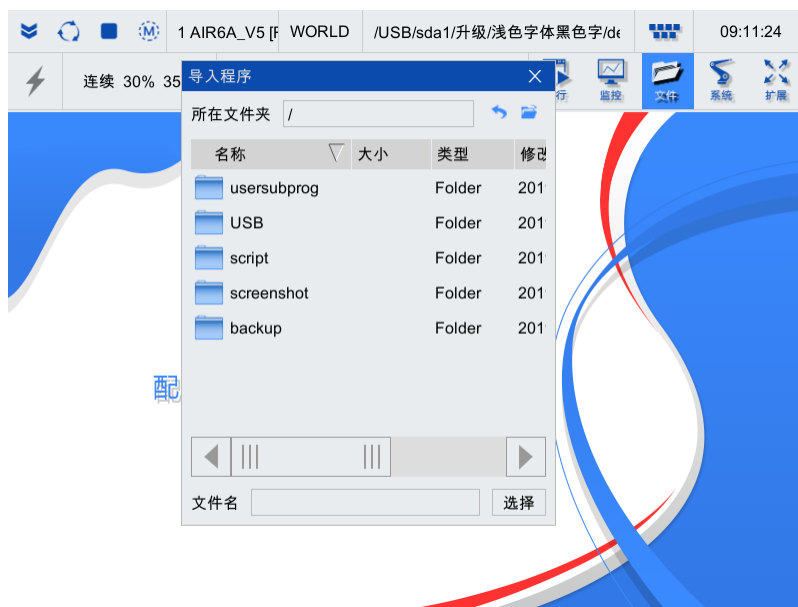 1 AIR6A_V5 [F WORLD /USB/sda1/升级/浅色字体黑色字/de 09:11:24
连续 30% 35 行 监控 文件 系统 扩展
导入程序
所在文件夹 /
名称 大小 类型 修改
usersubprog Folder 201
USB Folder 201
script Folder 201
screenshot Folder 201
backup Folder 201
配
文件名 选择